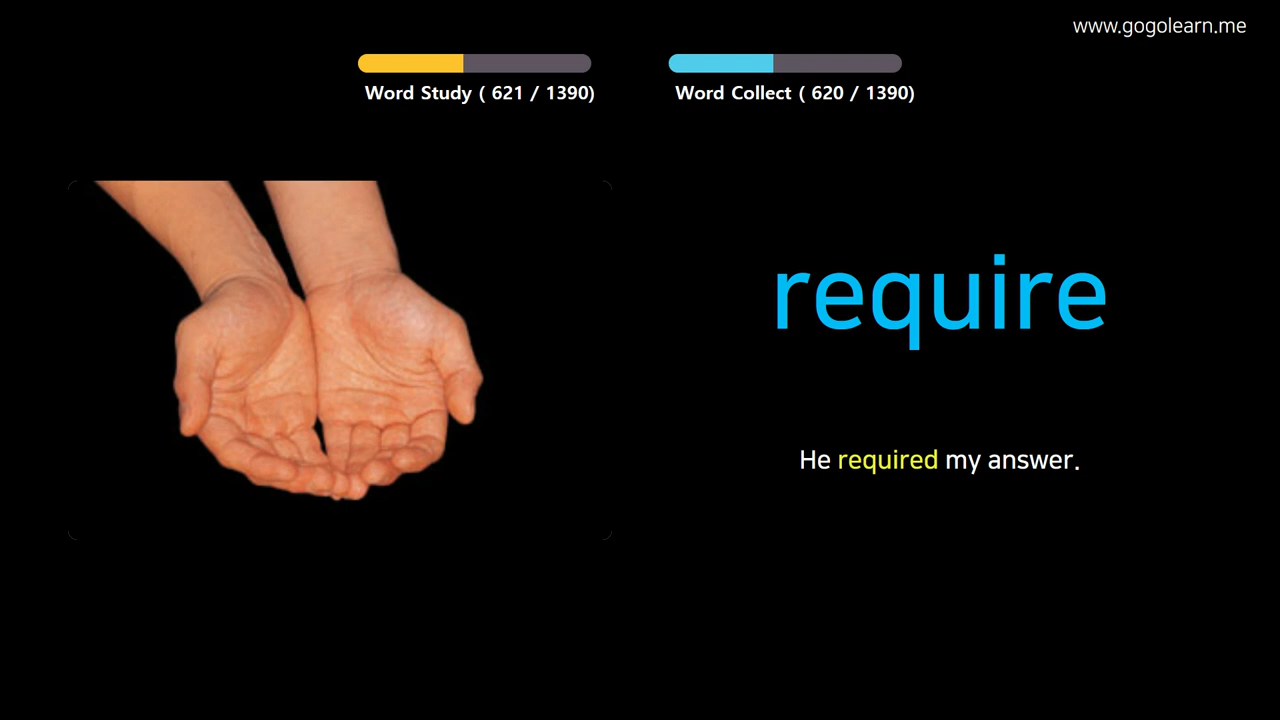 www.gogolearn.me
Word Study ( 621 / 1390)
Word Collect ( 620 / 1390)
require
He required my answer.